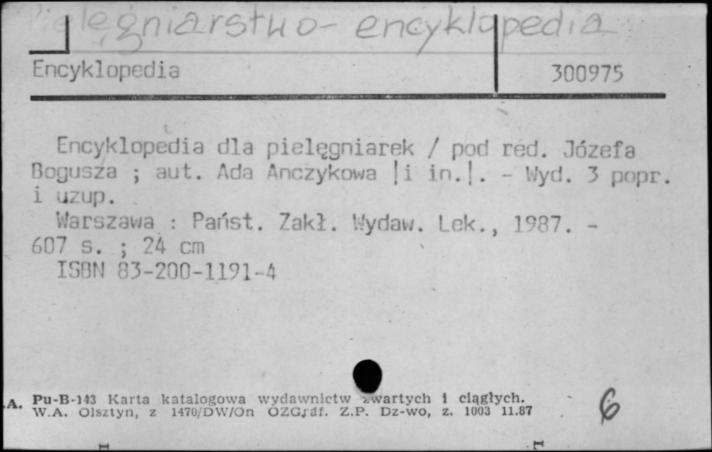 Pielęgniarstwo - encyklopedia
Encyklopedia 300975
Encyklopedia dla pielęgniarek / pod red. Józefa
Bogusza ; aut. Ada Anczykowa |i in.|. - Wyd. 3 popr.
i uzup.
Warszawa : Państ. Zakł. Wydaw. Lek., 1987. -
607 s. ; 24 cm
ISBN 83-200-1191-4
.A. Pu-B-143 Karta katalogowa wydawnictw zwartych i ciągłych.
W.A. Olsztyn, z 1470/DW/On OZGraf. Z.P. Dz-wo, z. 1003 11.87
6